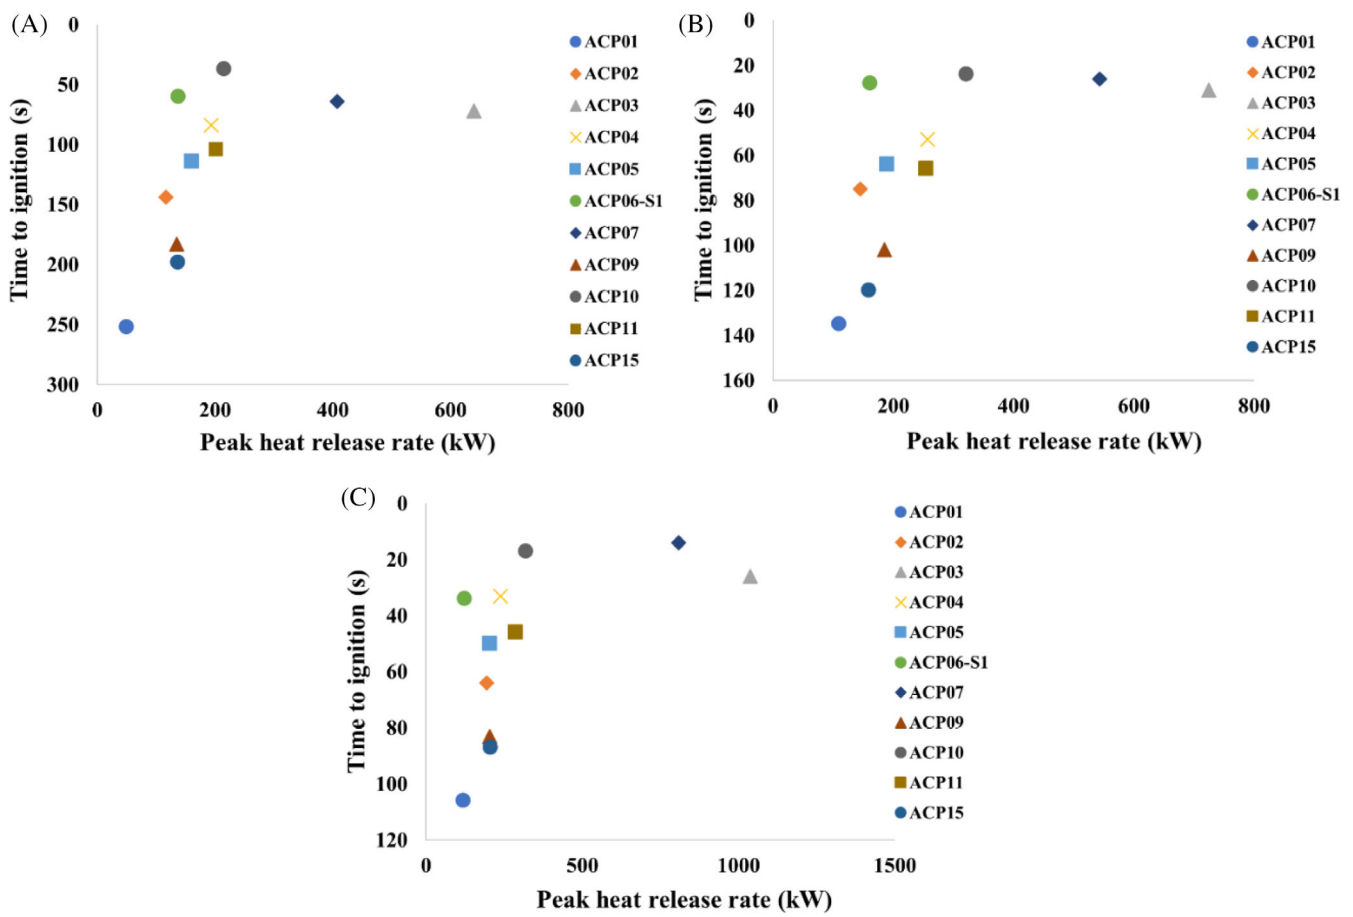 (A)
0
50
100
150
200
250
300
Time to ignition (s)
0 200 400 600 800
Peak heat release rate (kW)
ACP01
ACP02
ACP03
ACP04
ACP05
ACP06-S1
ACP07
ACP09
ACP10
ACP11
ACP15
(B)
0
20
40
60
80
100
120
140
160
Time to ignition (s)
0 200 400 600 800
Peak heat release rate (kW)
ACP01
ACP02
ACP03
ACP04
ACP05
ACP06-S1
ACP07
ACP09
ACP10
ACP11
ACP15
(C)
0
20
40
60
80
100
120
Time to ignition (s)
0 500 1000 1500
Peak heat release rate (kW)
ACP01
ACP02
ACP03
ACP04
ACP05
ACP06-S1
ACP07
ACP09
ACP10
ACP11
ACP15